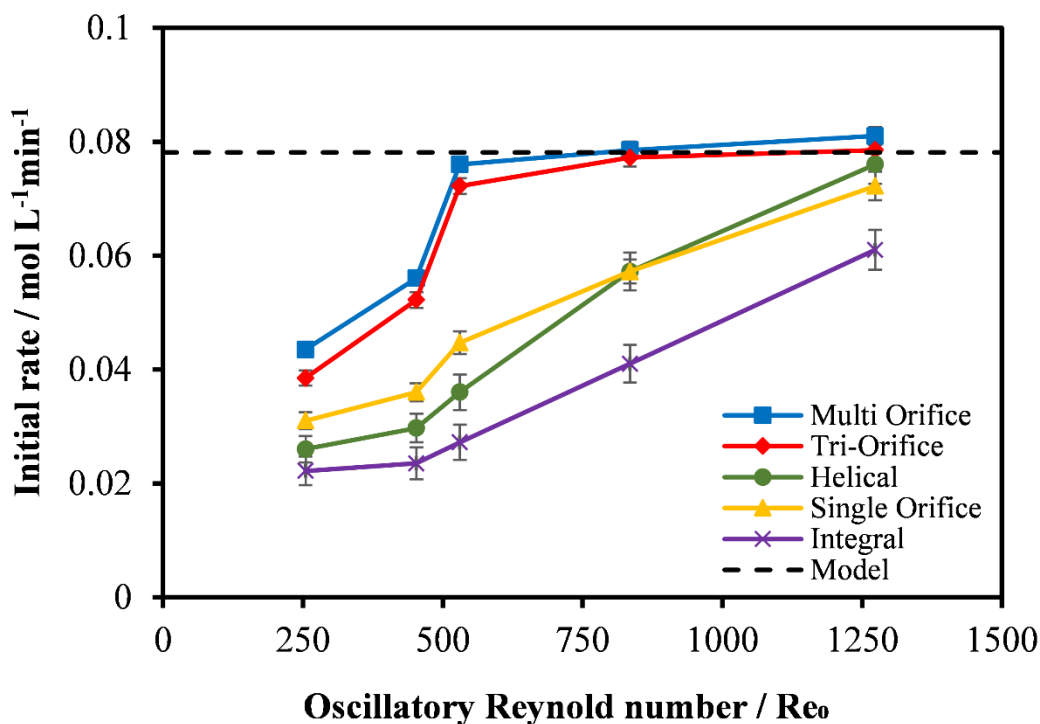 0.1
0.08
0.06
0.04
0.02
0
Initial rate / mol L⁻¹min⁻¹
Multi Orifice
Tri-Orifice
Helical
Single Orifice
Integral
Model
0 250 500 750 1000 1250 1500
Oscillatory Reynold number / Re₀